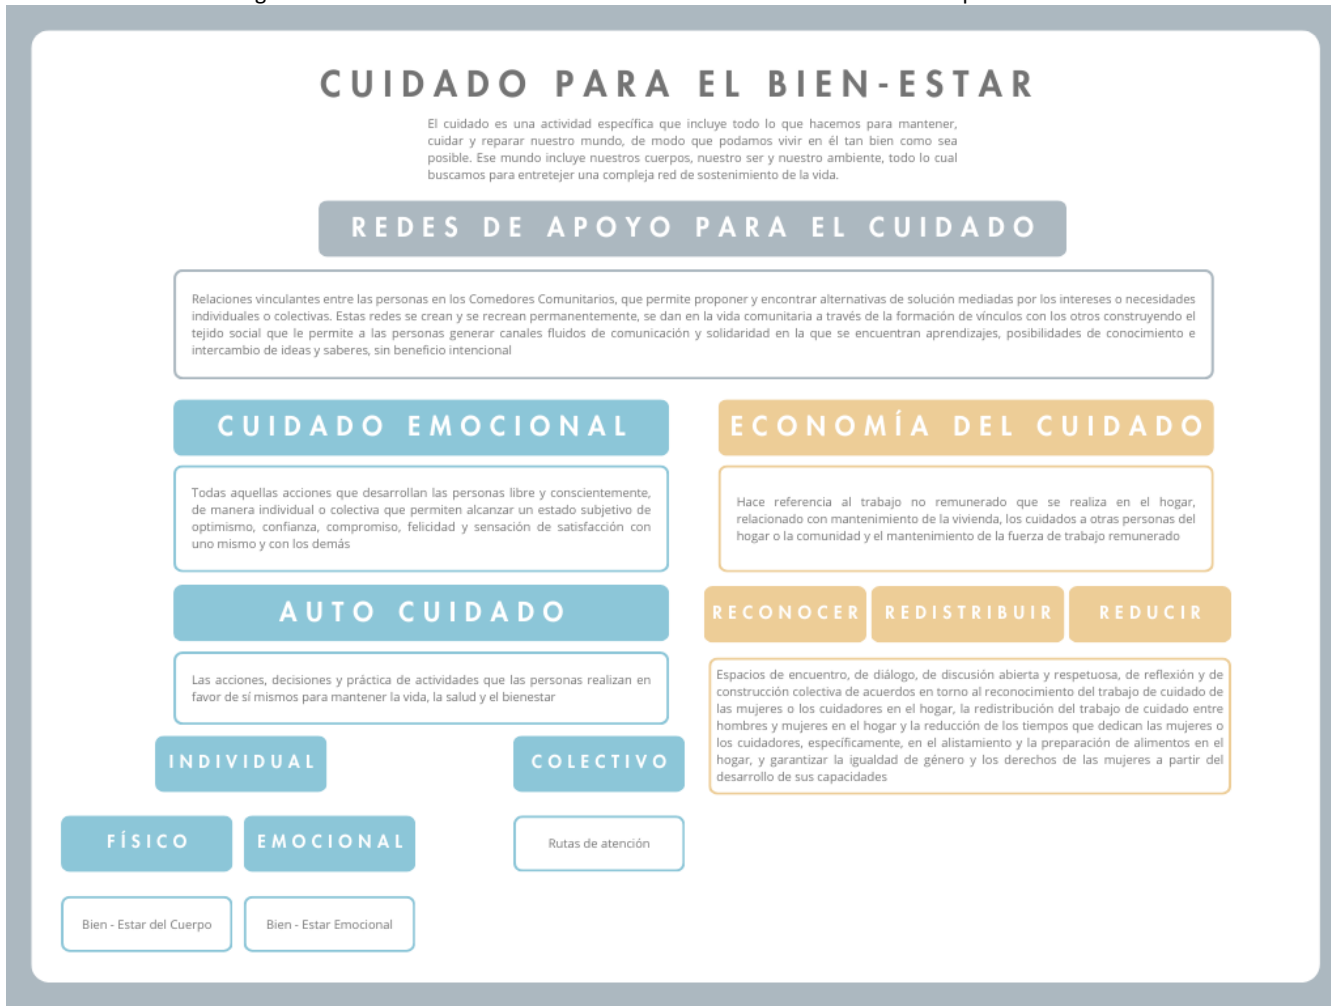 CUIDADO PARA EL BIEN-ESTAR
El cuidado es una actividad específica que incluye todo lo que hacemos para mantener,
cuidar y reparar nuestro mundo, de modo que podamos vivir en él tan bien como sea
posible. Ese mundo incluye nuestros cuerpos, nuestro ser y nuestro ambiente, todo lo cual
buscamos para entretejer una compleja red de sostenimiento de la vida.
REDES DE APOYO PARA EL CUIDADO
Relaciones vinculantes entre las personas en los Comedores Comunitarios, que permite proponer y encontrar alternativas de solución mediadas por los intereses o necesidades
individuales o colectivas. Estas redes se crean y se recrean permanentemente, se dan en la vida comunitaria a través de la formación de vínculos con los otros construyendo el
tejido social que le permite a las personas generar canales fluidos de comunicación y solidaridad en la que se encuentran aprendizajes, posibilidades de conocimiento e
intercambio de ideas y saberes, sin beneficio intencional
CUIDADO EMOCIONAL
Todas aquellas acciones que desarrollan las personas libre y conscientemente,
de manera individual o colectiva que permiten alcanzar un estado subjetivo de
optimismo, confianza, compromiso, felicidad y sensación de satisfacción con
uno mismo y con los demás
AUTO CUIDADO
Las acciones, decisiones y práctica de actividades que las personas realizan en
favor de sí mismos para mantener la vida, la salud y el bienestar
INDIVIDUAL
COLECTIVO
FÍSICO
EMOCIONAL
Rutas de atención
Bien - Estar del Cuerpo
Bien - Estar Emocional
ECONOMÍA DEL CUIDADO
Hace referencia al trabajo no remunerado que se realiza en el hogar,
relacionado con mantenimiento de la vivienda, los cuidados a otras personas del
hogar o la comunidad y el mantenimiento de la fuerza de trabajo remunerado
RECONOCER
REDISTRIBUIR
REDUCIR
Espacios de encuentro, de diálogo, de discusión abierta y respetuosa, de reflexión y de
construcción colectiva de acuerdos en torno al reconocimiento del trabajo de cuidado de
las mujeres o los cuidadores en el hogar, la redistribución del trabajo de cuidado entre
hombres y mujeres en el hogar y la reducción de los tiempos que dedican las mujeres o
los cuidadores, específicamente, en el alistamiento y la preparación de alimentos en el
hogar, y garantizar la igualdad de género y los derechos de las mujeres a partir del
desarrollo de sus capacidades